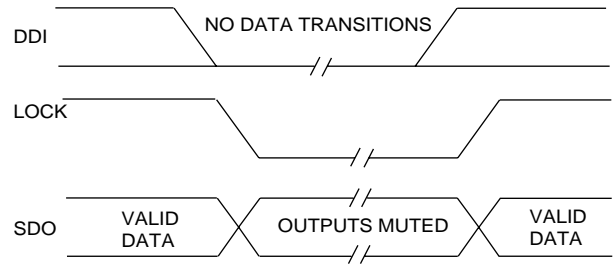 DDI
NO DATA TRANSITIONS
LOCK
SDO
VALID
DATA
OUTPUTS MUTED
VALID
DATA